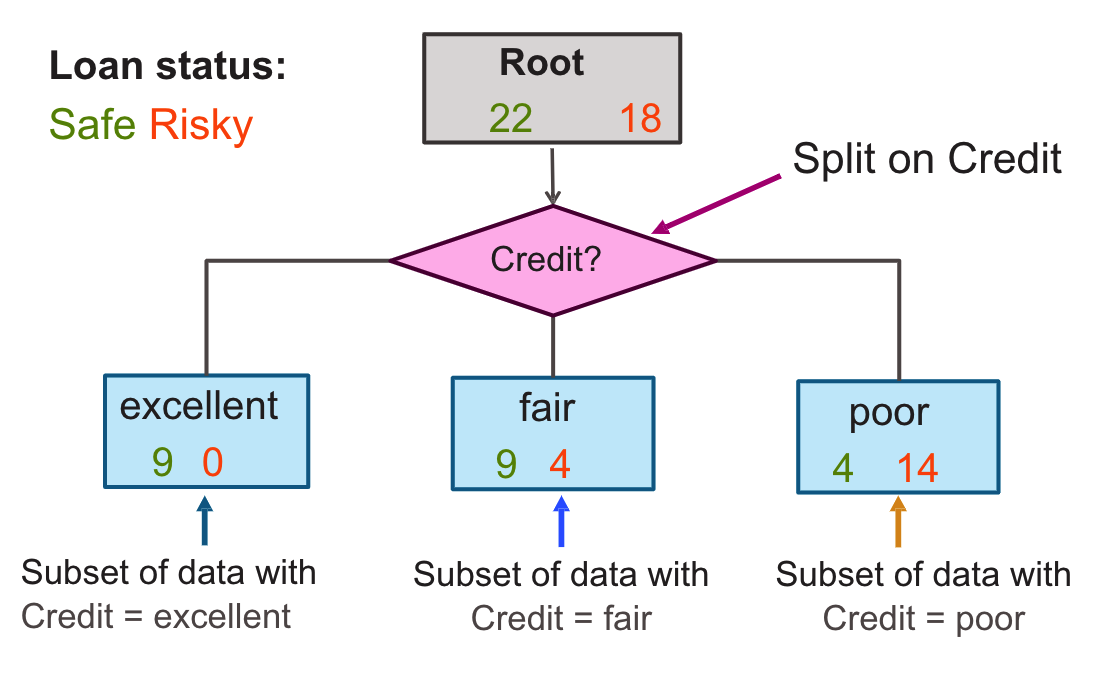 Loan status:
Safe Risky
Root
22 18
Split on Credit
Credit?
excellent
9 0
fair
9 4
poor
4 14
Subset of data with
Credit = excellent
Subset of data with
Credit = fair
Subset of data with
Credit = poor